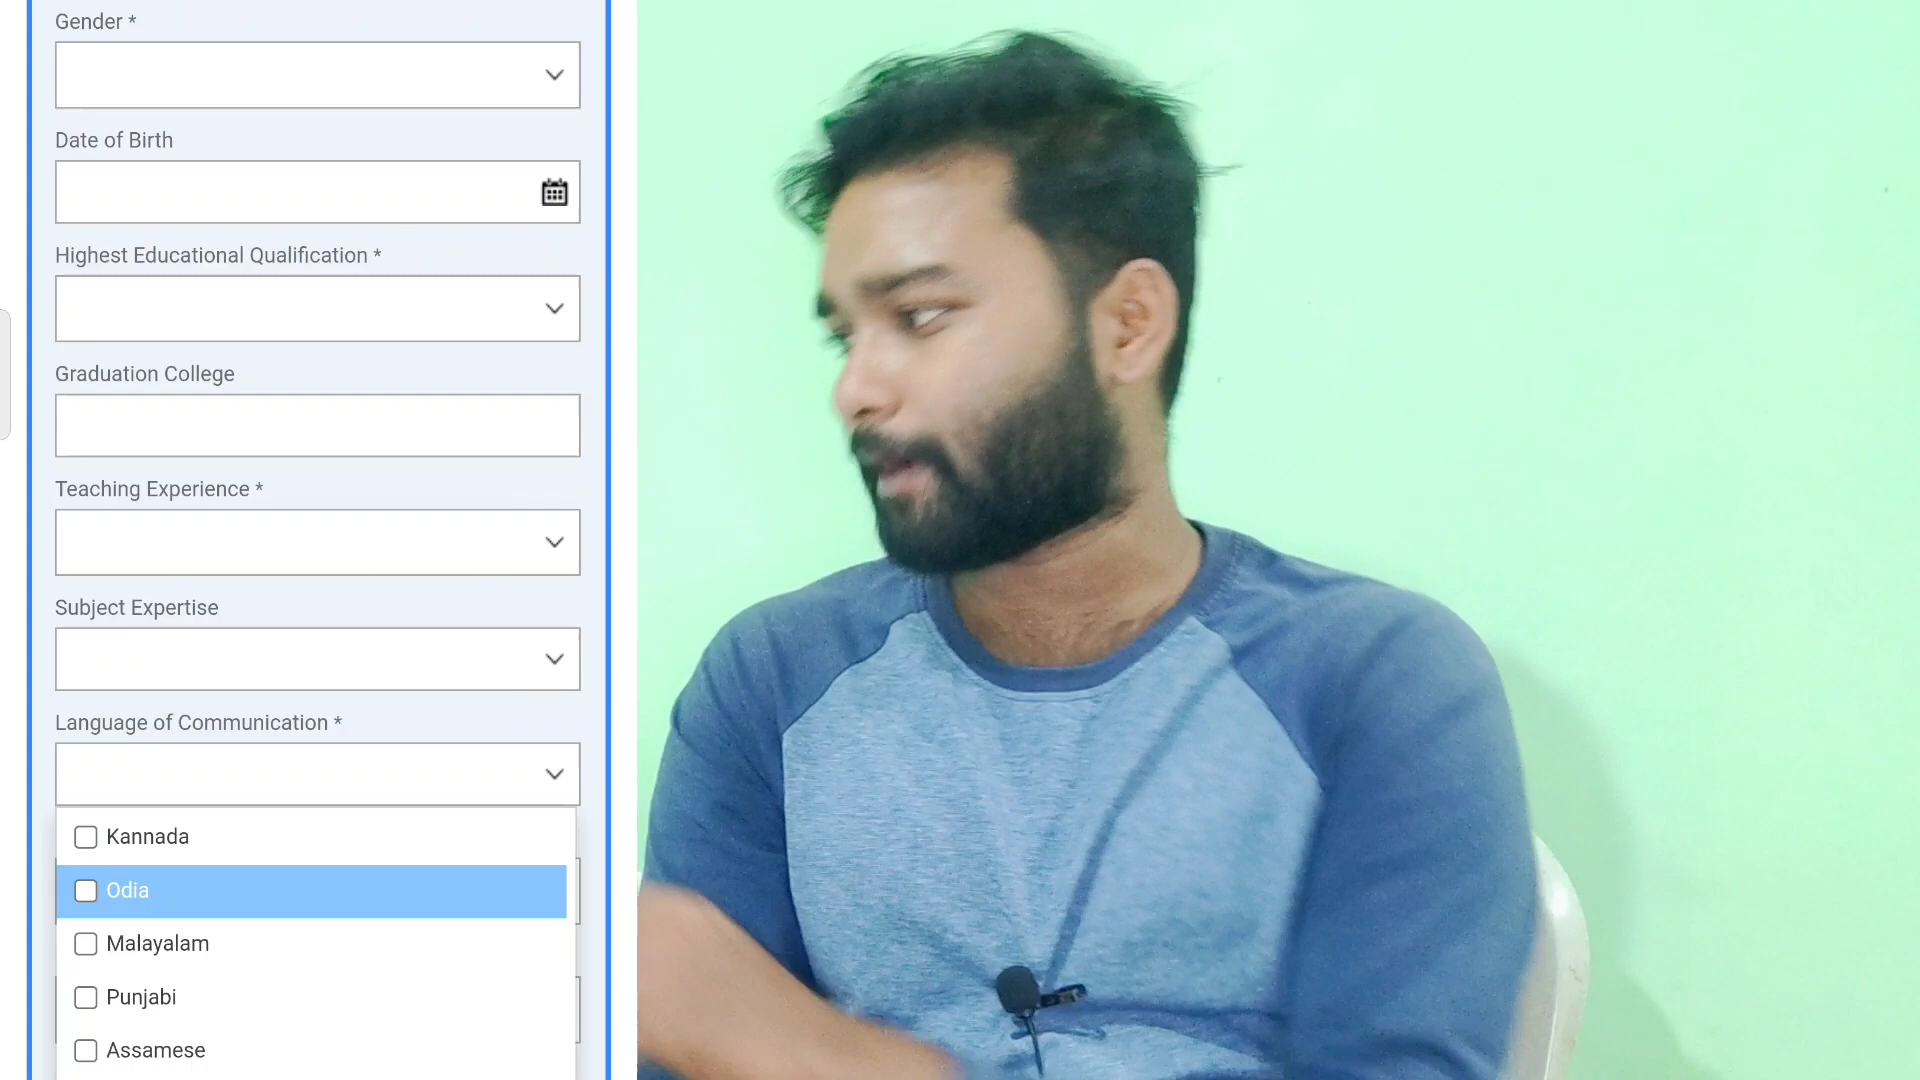 Gender *
Date of Birth
Highest Educational Qualification *
Graduation College
Teaching Experience *
Subject Expertise
Language of Communication *
Kannada
Odia
Malayalam
Punjabi
Assamese